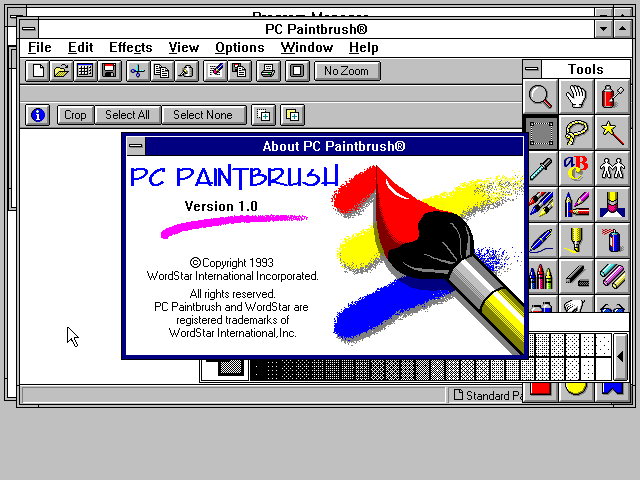 Program Manager
PC Paintbrush®
File Edit Effects View Options Window Help
No Zoom
Tools
Crop Select All Select None
About PC Paintbrush®
PC PAINTBRUSH
Version 1.0
©Copyright 1993
WordStar International Incorporated.
All rights reserved.
PC Paintbrush and WordStar are
registered trademarks of
WordStar International, Inc.
aBC
Standard